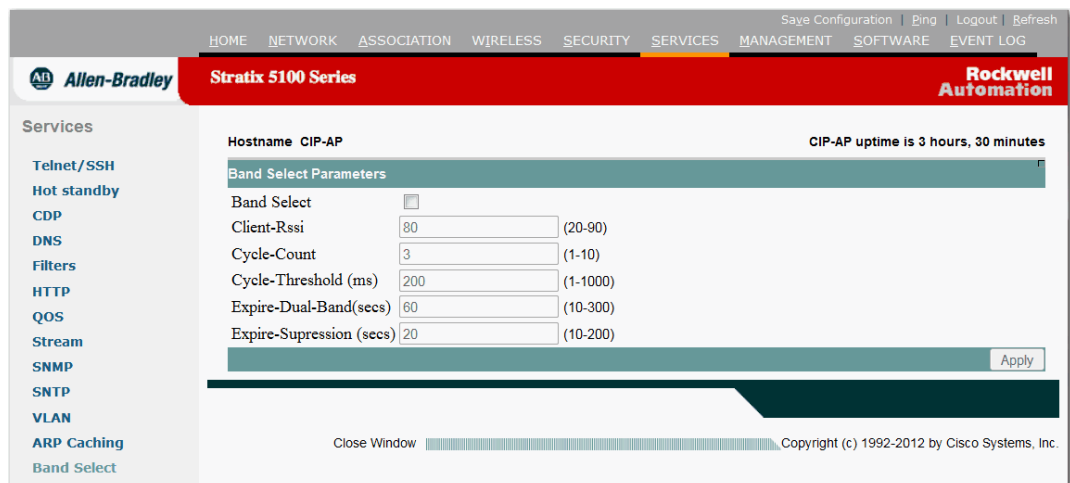 Save Configuration | Ping | Logout | Refresh
HOME NETWORK ASSOCIATION WIRELESS SECURITY SERVICES MANAGEMENT SOFTWARE EVENT LOG
AB Allen-Bradley
Stratix 5100 Series
Rockwell
Automation
Services
Telnet/SSH
Hot standby
CDP
DNS
Filters
HTTP
QOS
Stream
SNMP
SNTP
VLAN
ARP Caching
Band Select
Hostname CIP-AP
CIP-AP uptime is 3 hours, 30 minutes
Band Select Parameters
Band Select
Client-Rssi 80 (20-90)
Cycle-Count 3 (1-10)
Cycle-Threshold (ms) 200 (1-1000)
Expire-Dual-Band(secs) 60 (10-300)
Expire-Supression (secs) 20 (10-200)
Apply
Close Window
Copyright (c) 1992-2012 by Cisco Systems, Inc.